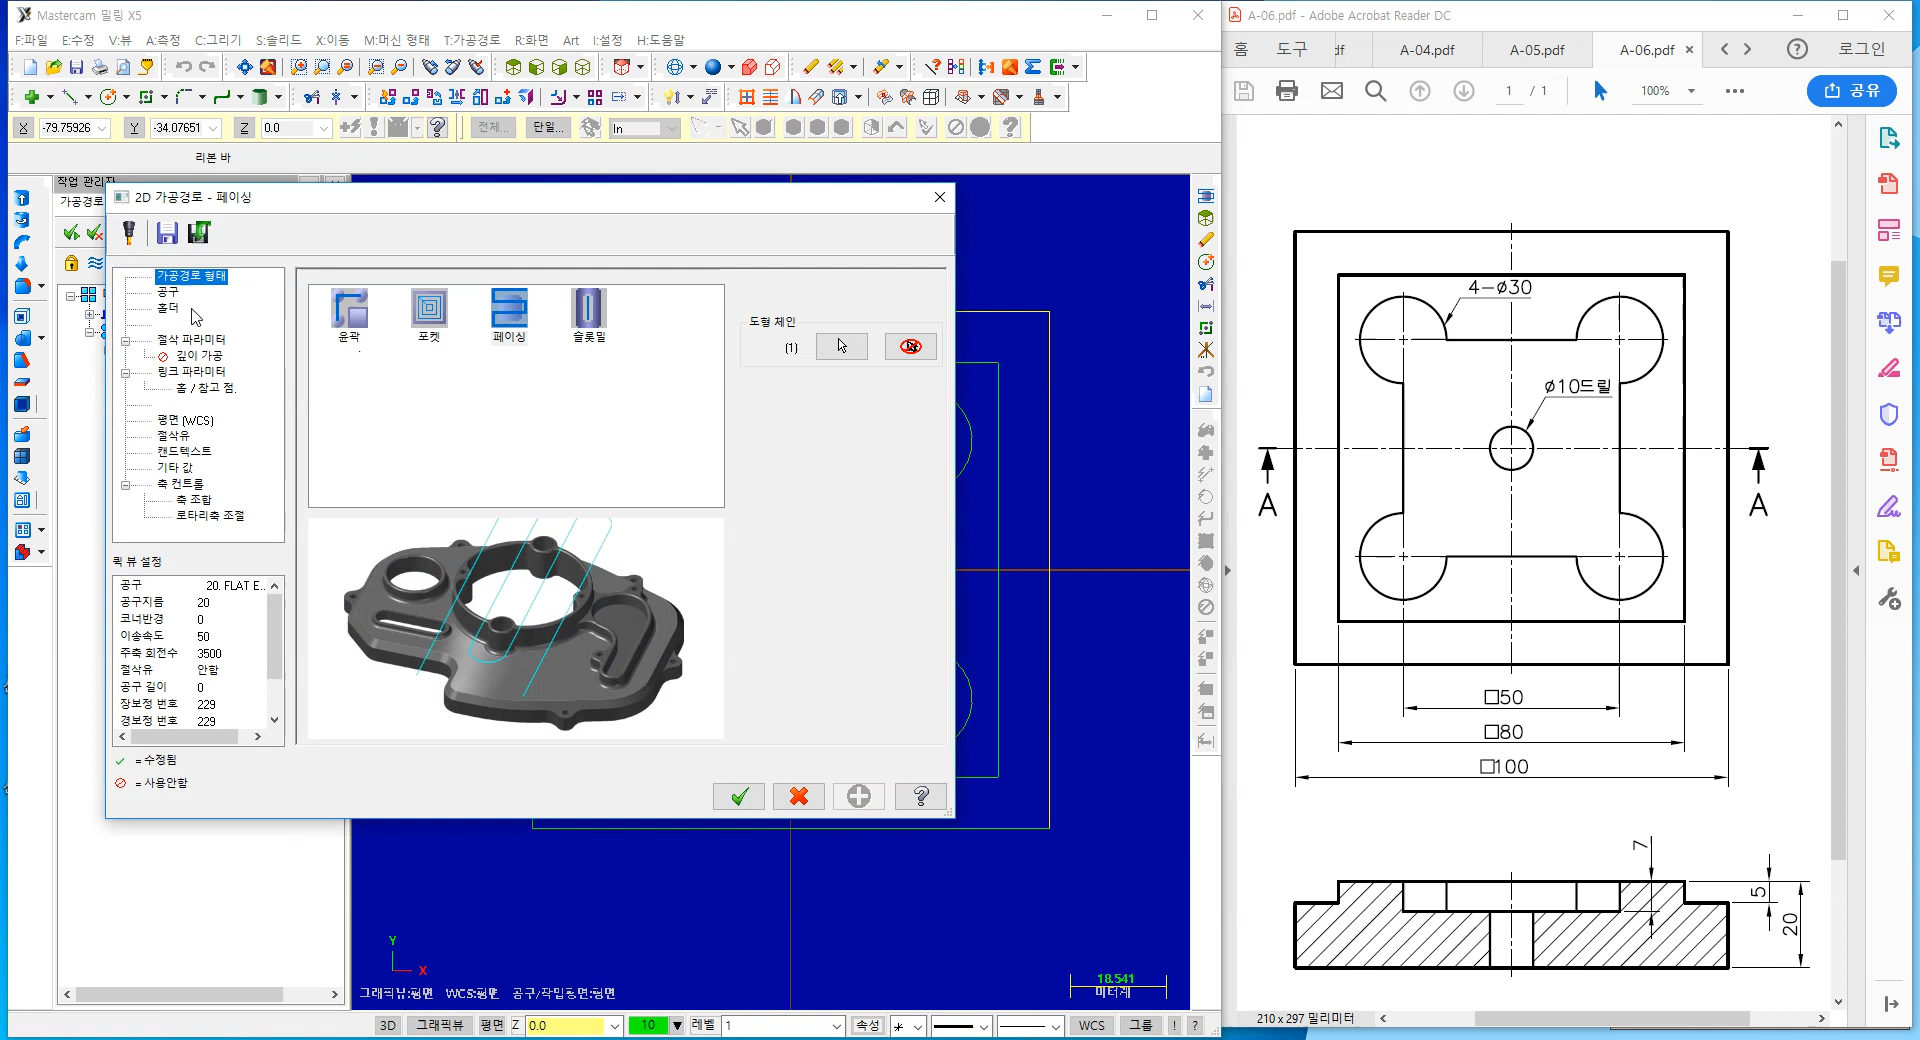 Mastercam 밀링 X5
F:파일 E:수정 V:뷰 A:측정 C:그리기 S:솔리드 X:이동 M:머신 형태 T:가공경로 R:화면 Art I:설정 H:도움말
X -79.75926 Y -34.07651 Z 0.0 전체... 단일... In
리본 바
작업 관리자
가공경로
2D 가공경로 - 페이싱
가공경로 형태
공구
홀더
절삭 파라미터
깊이 가공
링크 파라미터
홈 / 참고 점.
평면 (WCS)
절삭유
캔드텍스트
기타 값
축 컨트롤
축 조합
로타리축 조절
윤곽 포켓 페이싱 슬롯밀
도형 체인
(1)
퀵 뷰 설정
공구 20. FLAT E..
공구지름 20
코너반경 0
이송속도 50
주축 회전수 3500
절삭유 안함
공구 길이 0
장보정 번호 229
경보정 번호 229
= 수정됨
= 사용안함
Y
X
그래픽뷰:평면 WCS:평면 공구/작업평면:평면
18.541
미터계
3D 그래픽뷰 평면 Z 0.0 10 레벨 1 속성 WCS 그룹 ! ?
A-06.pdf - Adobe Acrobat Reader DC
홈 도구 df A-04.pdf A-05.pdf A-06.pdf 로그인
1 / 1 100% 공유
4-ø30
ø10드릴
A A
□50
□80
□100
7
5
20
210 x 297 밀리미터